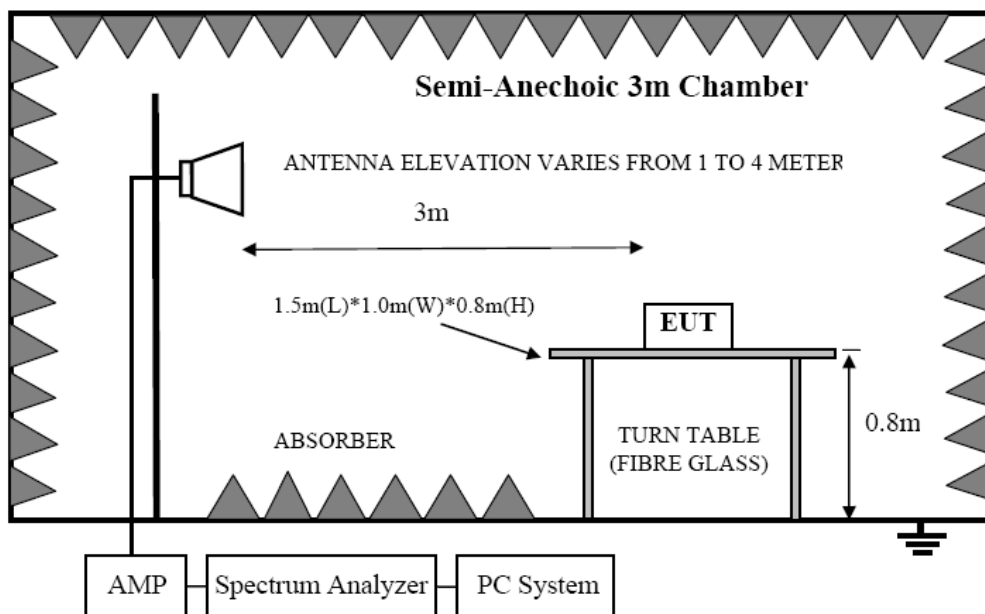 Semi-Anechoic 3m Chamber
ANTENNA ELEVATION VARIES FROM 1 TO 4 METER
3m
1.5m(L)*1.0m(W)*0.8m(H)
EUT
0.8m
ABSORBER
TURN TABLE
(FIBRE GLASS)
AMP
Spectrum Analyzer
PC System